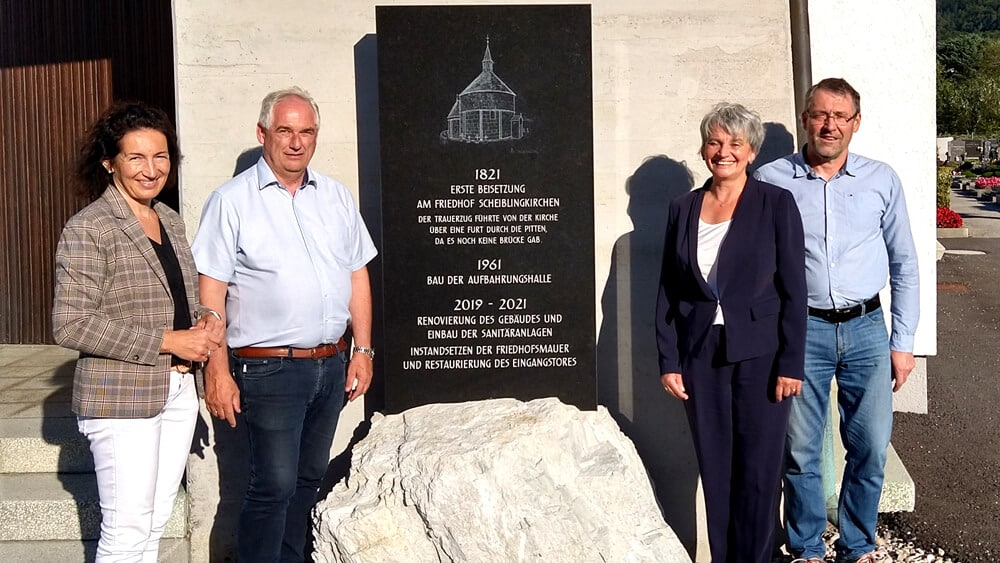 1821
ERSTE BEISETZUNG
AM FRIEDHOF SCHEIBLINGKIRCHEN
DER TRAUERZUG FÜHRTE VON DER KIRCHE
ÜBER EINE FURT DURCH DIE PITTEN,
DA ES NOCH KEINE BRÜCKE GAB.
1961
BAU DER AUFBAHRUNGSHALLE
2019 - 2021
RENOVIERUNG DES GEBÄUDES UND
EINBAU DER SANITÄRANLAGEN
INSTANDSETZEN DER FRIEDHOFSMAUER
UND RESTAURIERUNG DES EINGANGSTORES